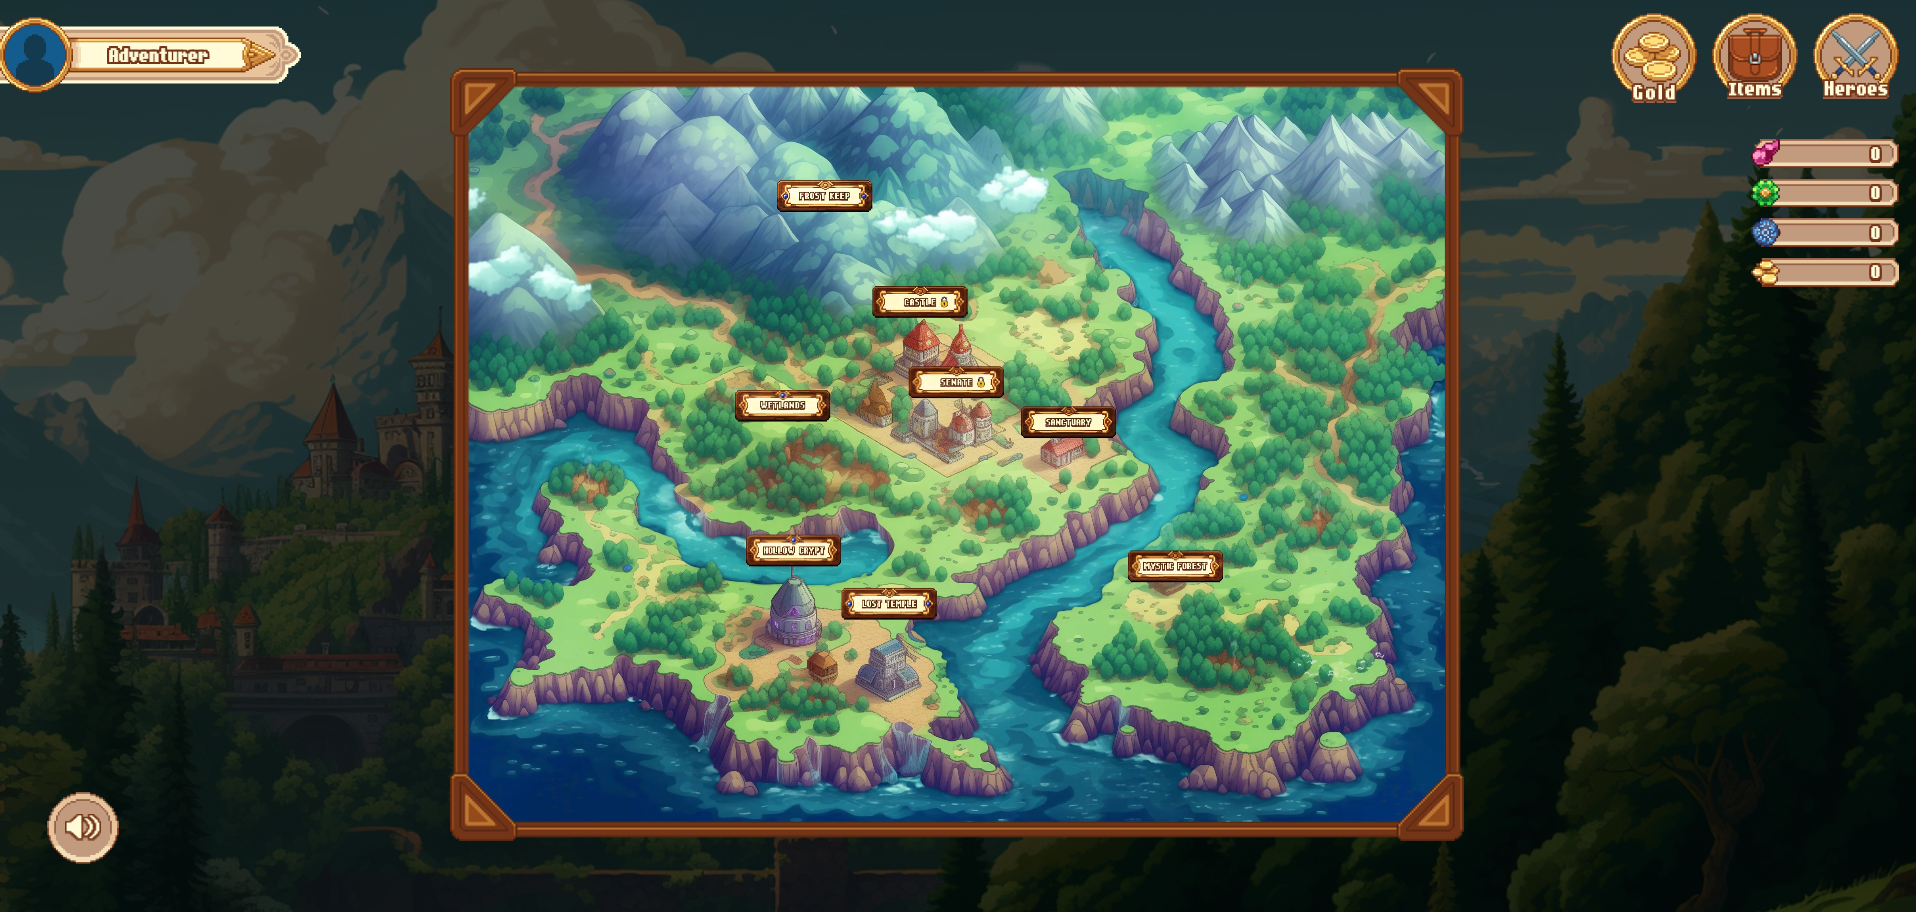 Adventurer
Gold
Items
Heroes
0
0
0
0
FROST KEEP
CASTLE
SENATE
WETLANDS
SANCTUARY
HOLLOW CRYPT
MYSTIC FOREST
LOST TEMPLE